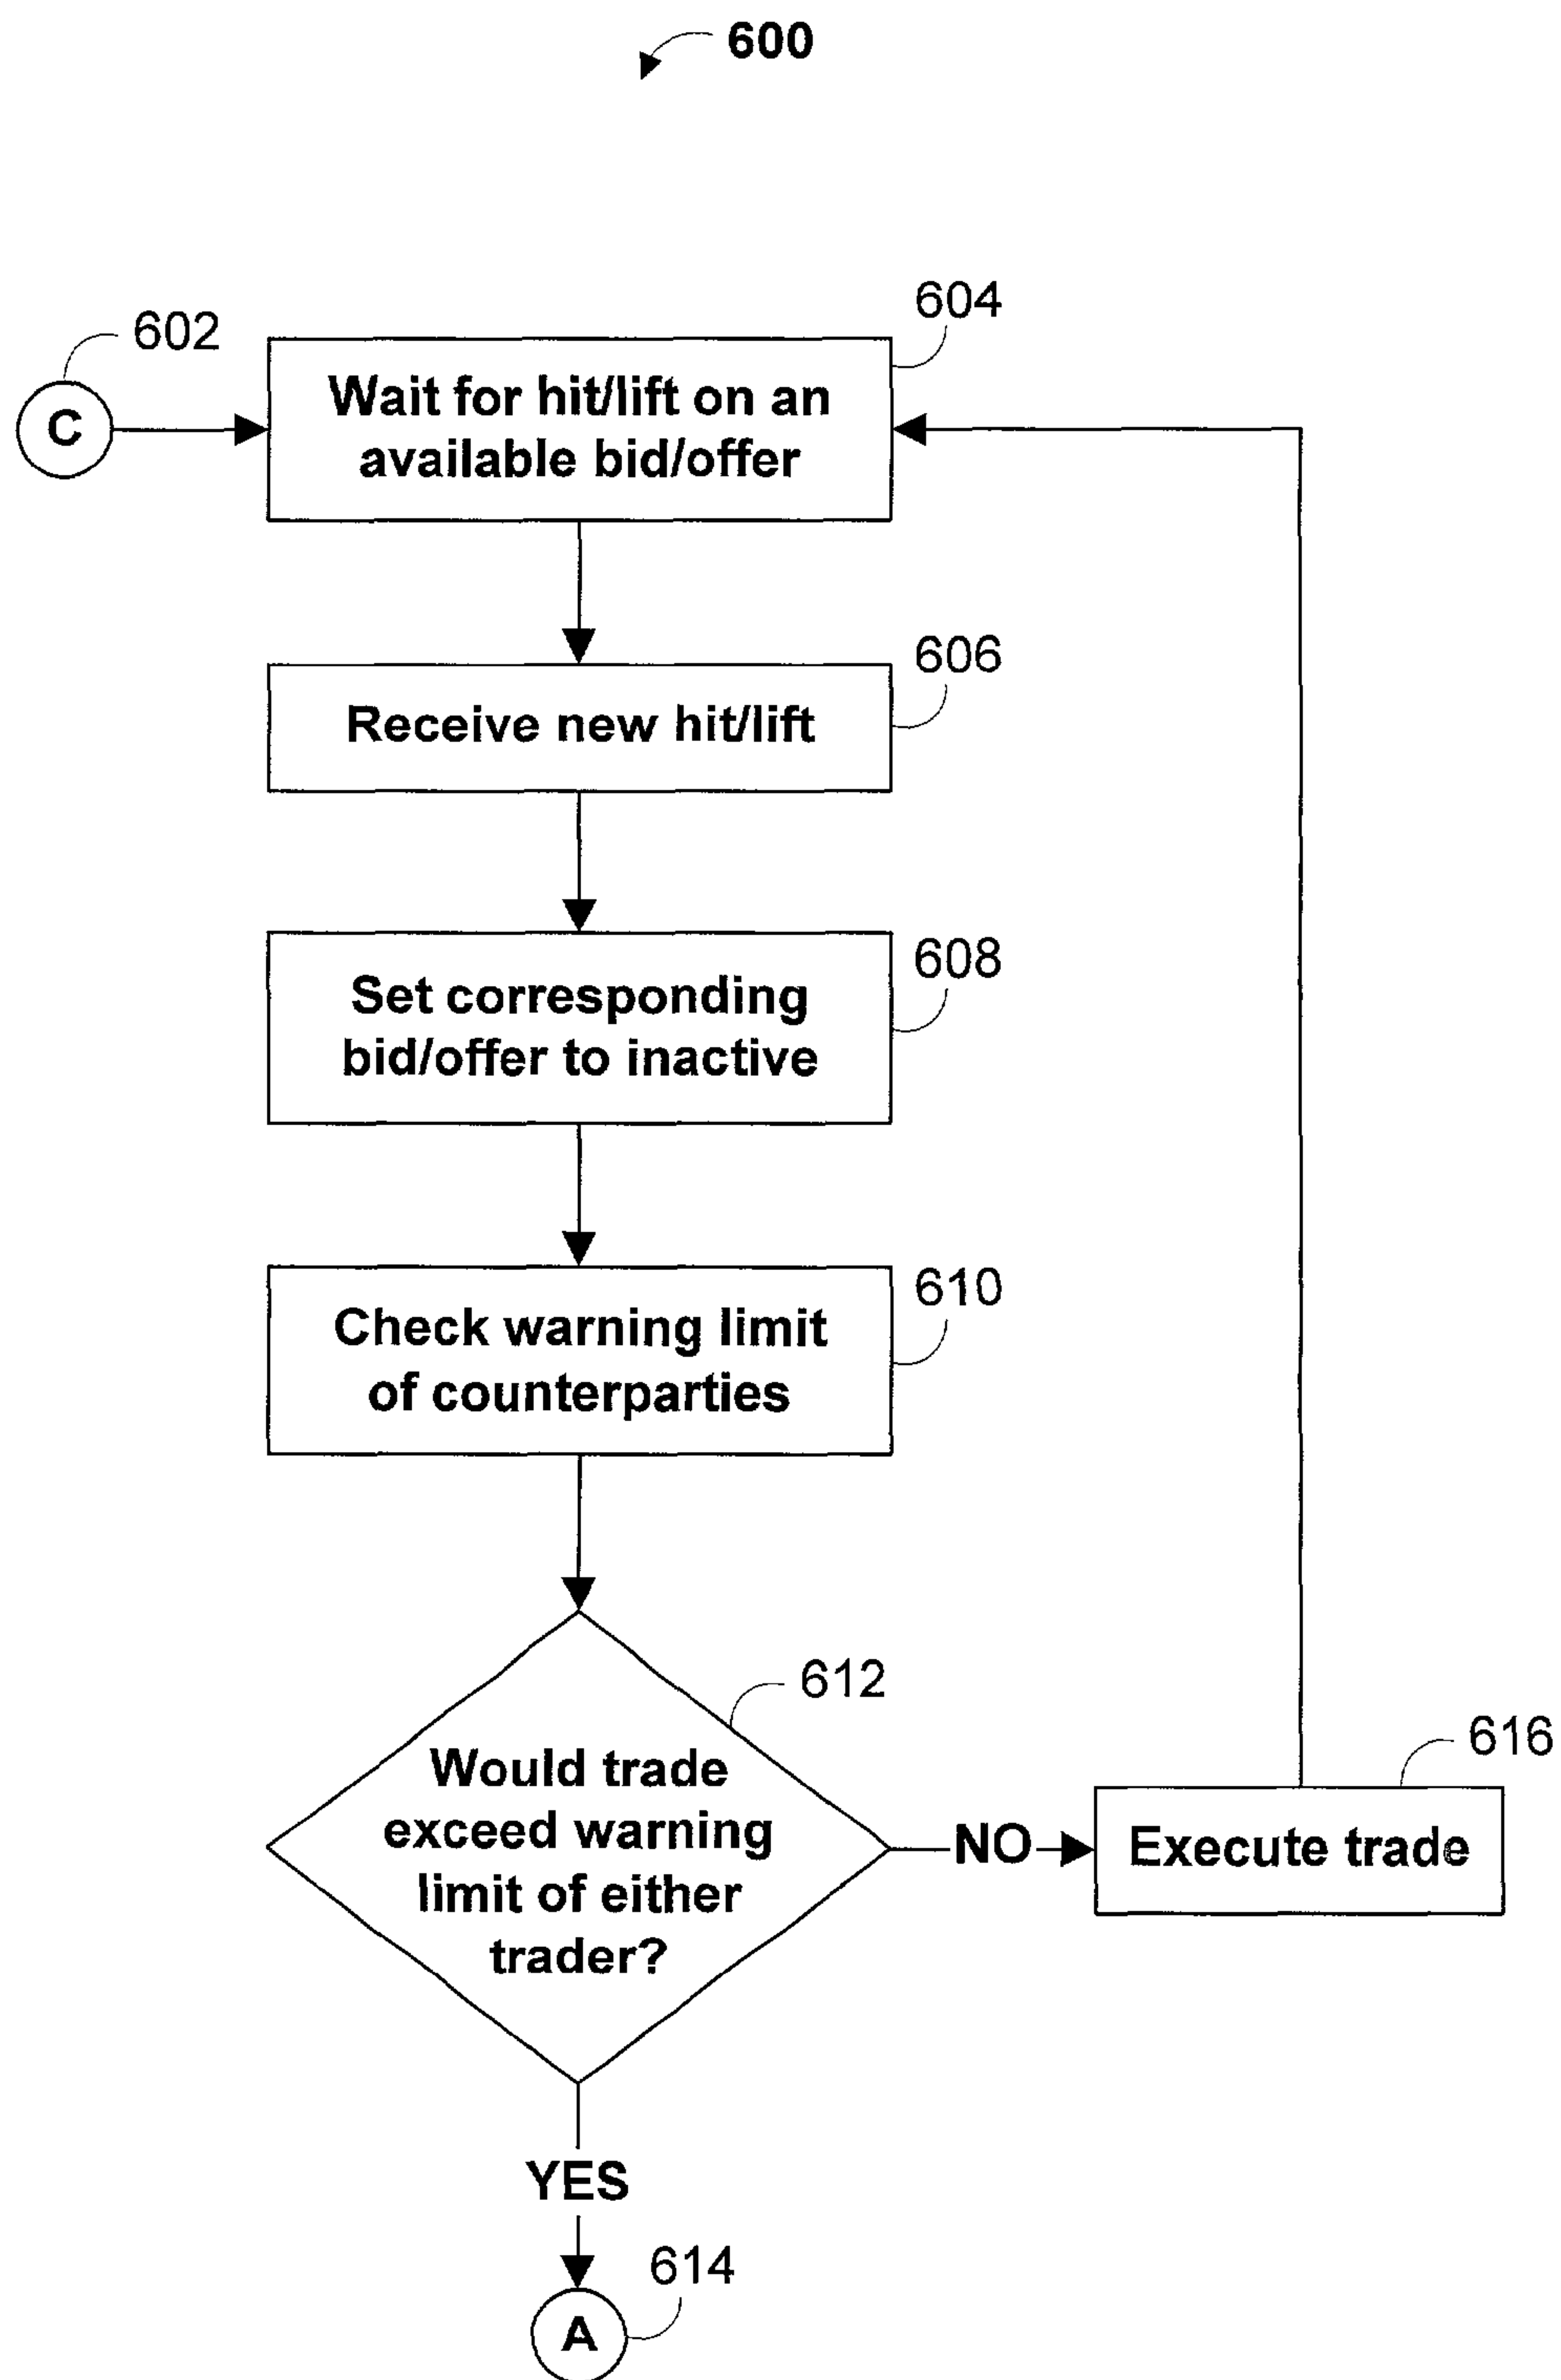 600
602
604
C
Wait for hit/lift on an
available bid/offer
606
Receive new hit/lift
608
Set corresponding
bid/offer to inactive
610
Check warning limit
of counterparties
612
Would trade
exceed warning
limit of either
trader?
NO
616
Execute trade
YES
614
A